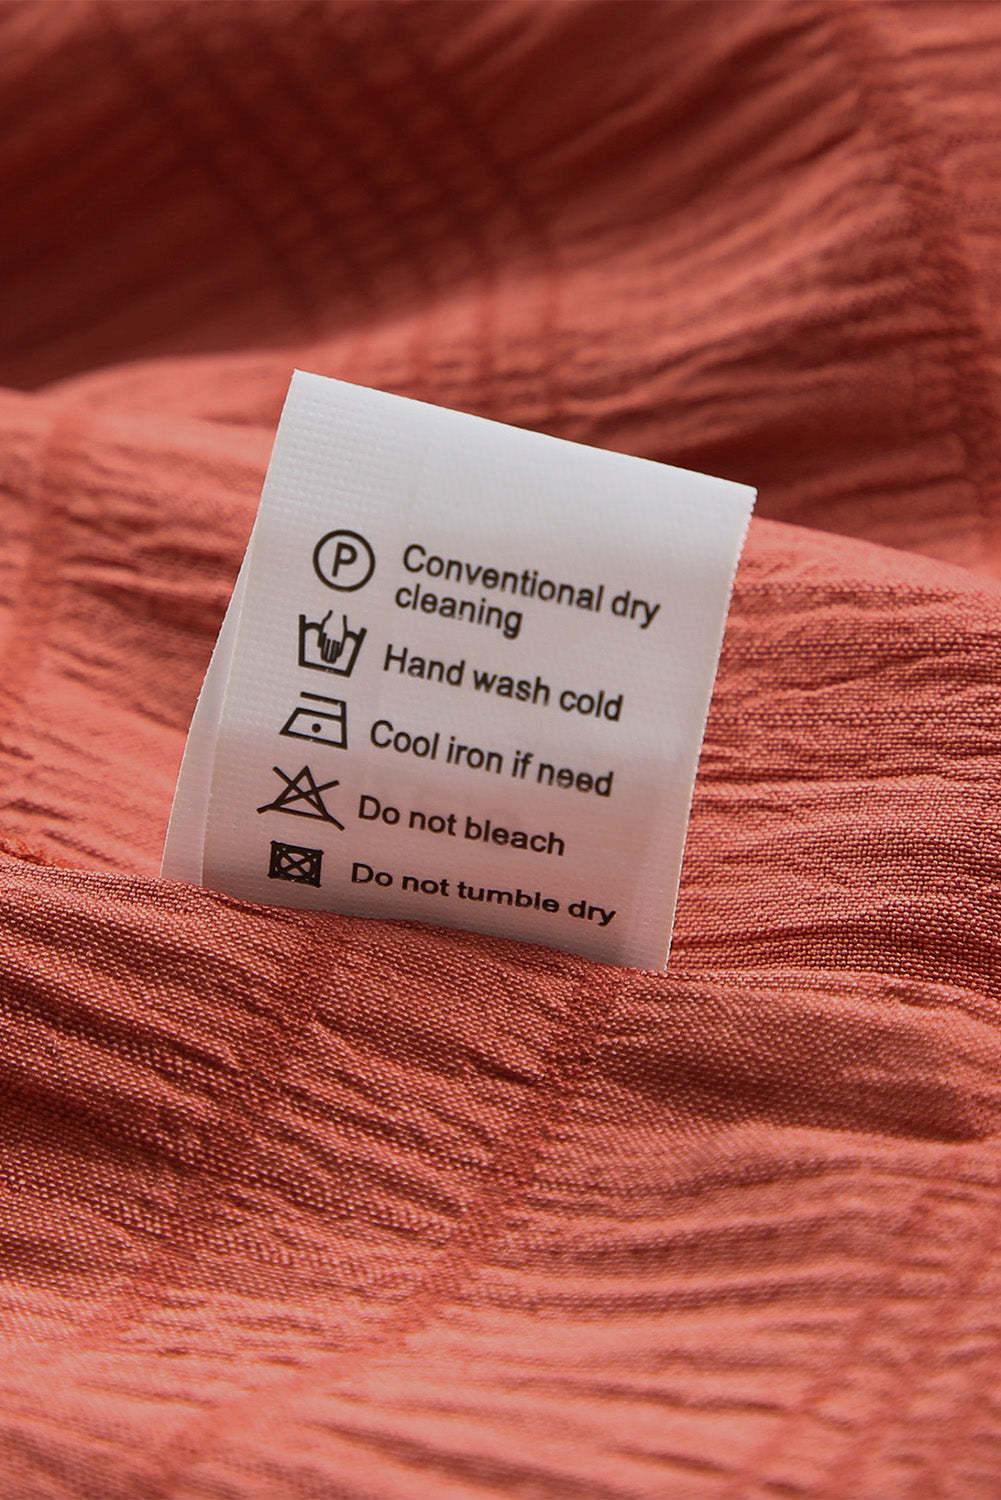 P
Conventional dry
cleaning
Hand wash cold
Cool iron if need
Do not bleach
Do not tumble dry